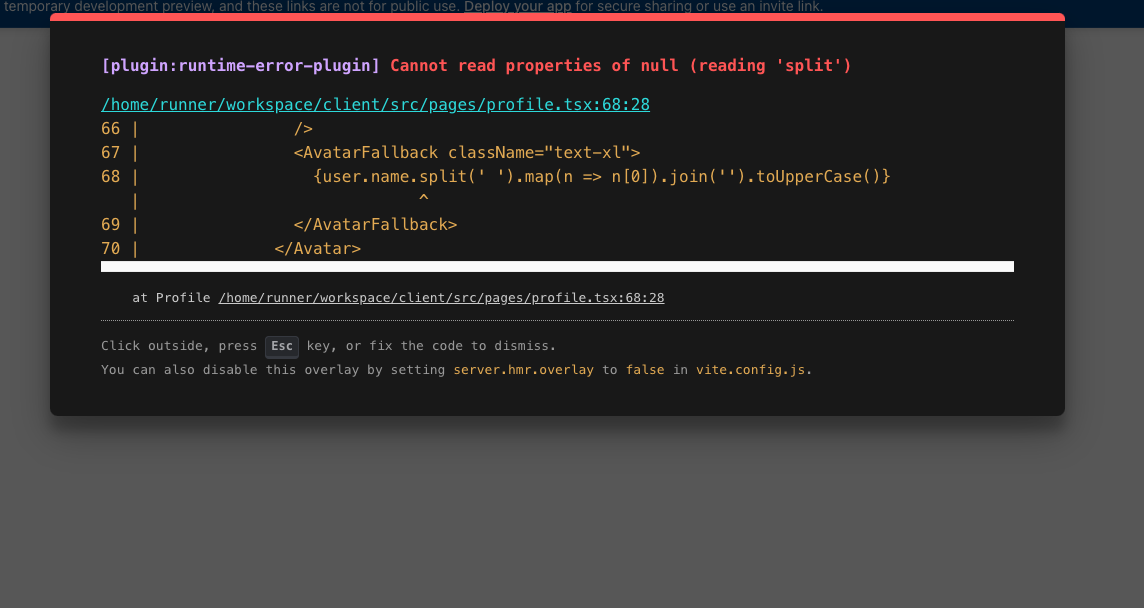 temporary development preview, and these links are not for public use. Deploy your app for secure sharing or use an invite link.
[plugin:runtime-error-plugin] Cannot read properties of null (reading 'split')
/home/runner/workspace/client/src/pages/profile.tsx:68:28
66 |                />
67 |                <AvatarFallback className="text-xl">
68 |                  {user.name.split(' ').map(n => n[0]).join('').toUpperCase()}
   |                             ^
69 |                </AvatarFallback>
70 |              </Avatar>
at Profile /home/runner/workspace/client/src/pages/profile.tsx:68:28
Click outside, press Esc key, or fix the code to dismiss.
You can also disable this overlay by setting server.hmr.overlay to false in vite.config.js.